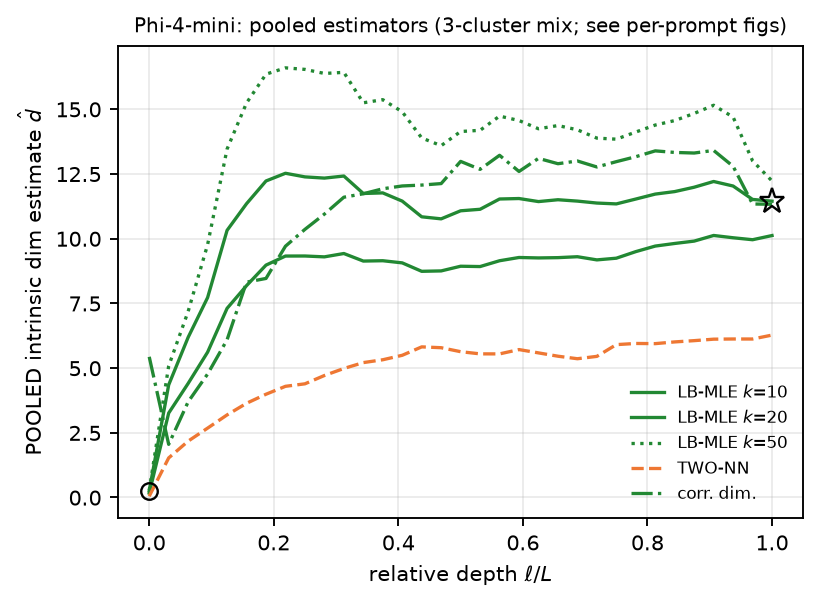 Phi-4-mini: pooled estimators (3-cluster mix; see per-prompt figs)
POOLED intrinsic dim estimate d̂
15.0
12.5
10.0
7.5
5.0
2.5
0.0
LB-MLE k=10
LB-MLE k=20
LB-MLE k=50
TWO-NN
corr. dim.
0.0 0.2 0.4 0.6 0.8 1.0
relative depth ℓ/L